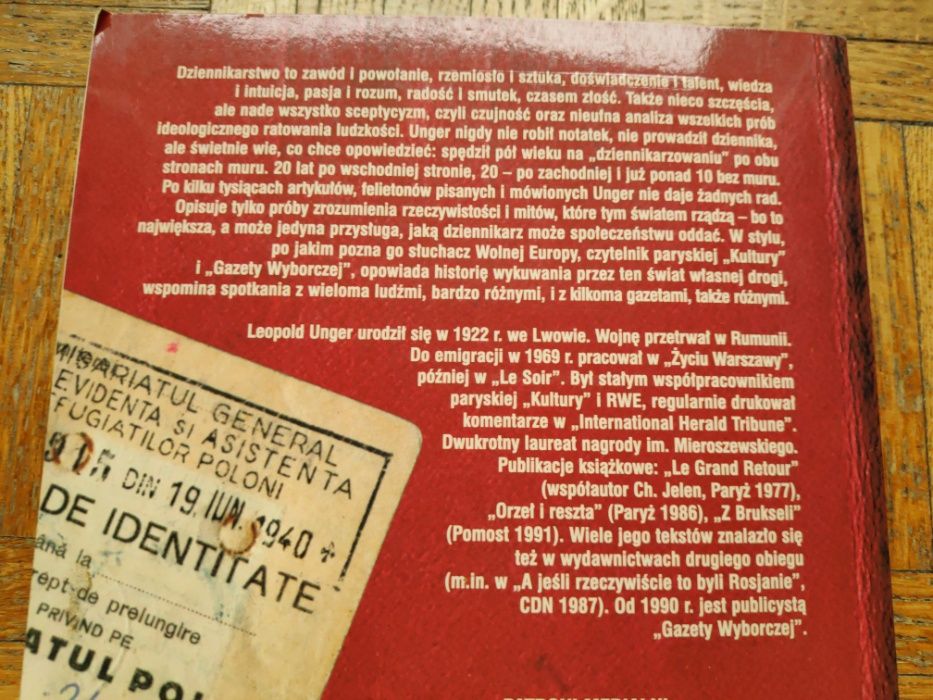 Dziennikarstwo to zawód i powołanie, rzemiosło i sztuka, doświadczenie i talent, wiedza
i intuicja, pasja i rozum, radość i smutek, czasem złość. Także nieco szczęścia,
ale nade wszystko sceptycyzm, czyli czujność oraz nieufna analiza wszelkich prób
ideologicznego ratowania ludzkości. Unger nigdy nie robił notatek, nie prowadził dziennika,
ale świetnie wie, co chce opowiedzieć: spędził pół wieku na „dziennikarzowaniu” po obu
stronach muru. 20 lat po wschodniej stronie, 20 – po zachodniej i już ponad 10 bez muru.
Po kilku tysiącach artykułów, felietonów pisanych i mówionych Unger nie daje żadnych rad.
Opisuje tylko próby zrozumienia rzeczywistości i mitów, które tym światem rządzą – bo to
największa, a może jedyna przysługa, jaką dziennikarz może społeczeństwu oddać. W stylu,
po jakim pozna go słuchacz Wolnej Europy, czytelnik paryskiej „Kultury”
i „Gazety Wyborczej”, opowiada historię wykuwania przez ten świat własnej drogi,
wspomina spotkania z wieloma ludźmi, bardzo różnymi, i z kilkoma gazetami, także różnymi.
Leopold Unger urodził się w 1922 r. we Lwowie. Wojnę przetrwał w Rumunii.
Do emigracji w 1969 r. pracował w „Życiu Warszawy”,
później w „Le Soir”. Był stałym współpracownikiem
paryskiej „Kultury” i RWE, regularnie drukował
komentarze w „International Herald Tribune”.
Dwukrotny laureat nagrody im. Mieroszewskiego.
Publikacje książkowe: „Le Grand Retour”
(współautor Ch. Jelen, Paryż 1977),
„Orzeł i reszta” (Paryż 1986), „Z Brukseli”
(Pomost 1991). Wiele jego tekstów znalazło się
też w wydawnictwach drugiego obiegu
(m.in. w „A jeśli rzeczywiście to byli Rosjanie”,
CDN 1987). Od 1990 r. jest publicystą
„Gazety Wyborczej”.
MISARIATUL GENERAL
EVIDENTA SI ASISTENTA
FUGIATILOR POLONI
DIN 19. IUN. 1940
DE IDENTITATE
ână la
rept de prelungire
PRIVIND PE
ATUL POL